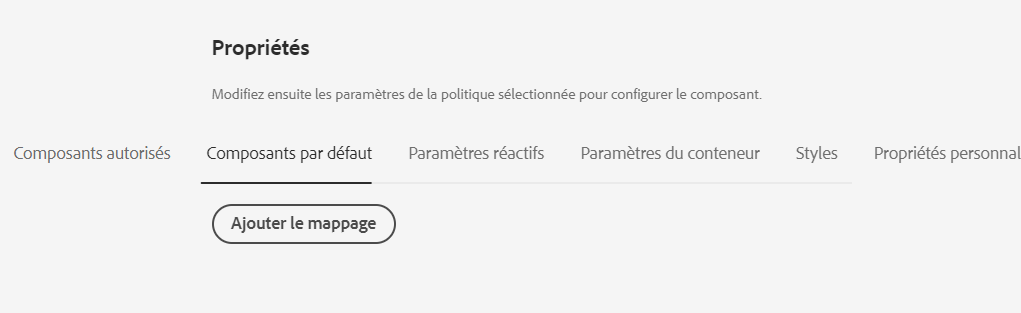 Propriétés
Modifiez ensuite les paramètres de la politique sélectionnée pour configurer le composant.
Composants autorisés Composants par défaut Paramètres réactifs Paramètres du conteneur Styles Propriétés personnal
Ajouter le mappage